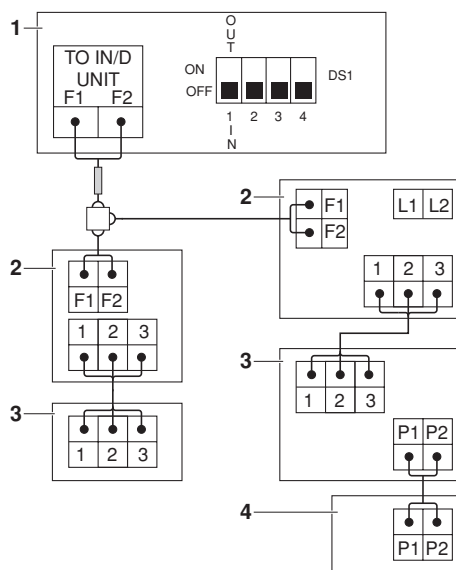 1
TO IN/D
UNIT
F1 F2
O
U
T
ON
OFF
DS1
1 2 3 4
I
N
2
F1
F2
L1 L2
1 2 3
2
F1 F2
1 2 3
3
1 2 3
3
1 2 3
P1 P2
4
P1 P2